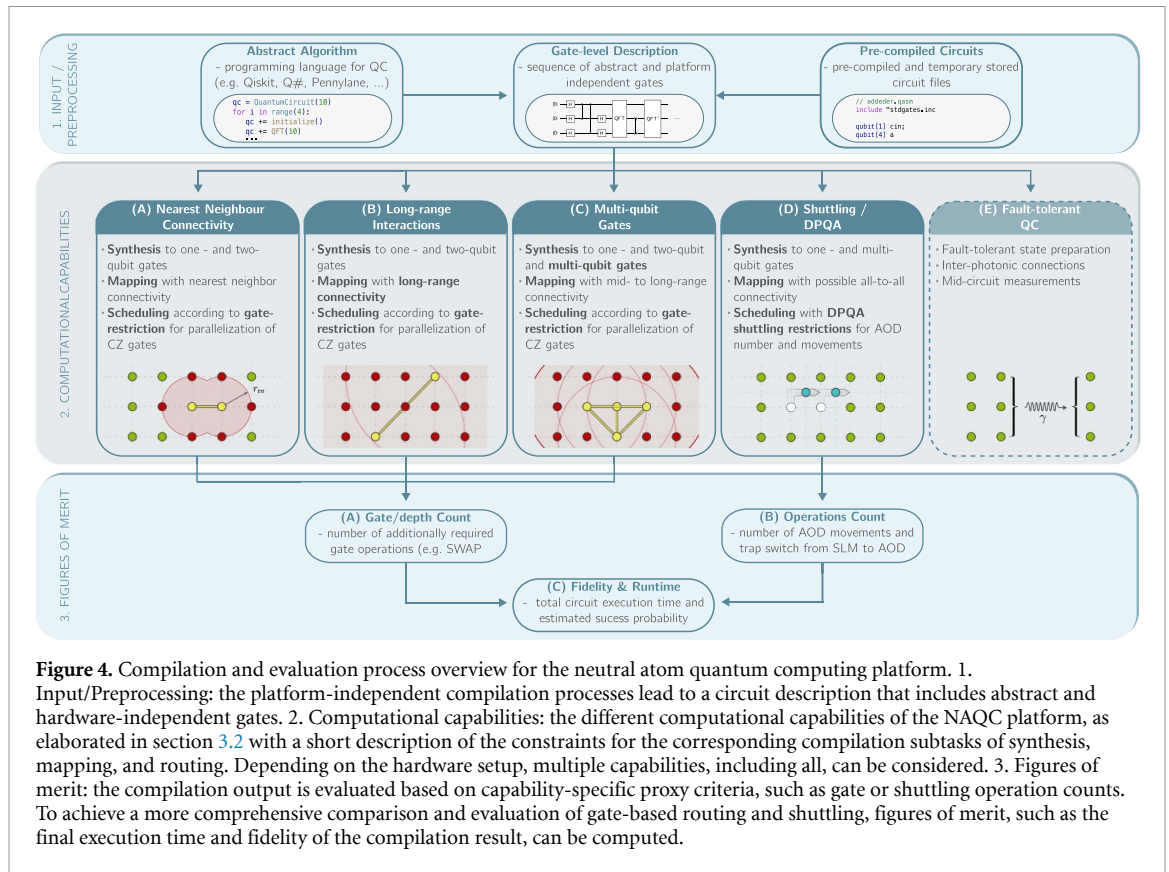 1. INPUT /
PREPROCESSING
Abstract Algorithm
- programming language for QC
(e.g. Qiskit, Q#, Pennylane, ...)
qc = QuantumCircuit(10)
for i in range(4):
qc += initialize()
qc += QFT(10)
...
Gate-level Description
- sequence of abstract and platform
independent gates
|0⟩ H QFT QFT' ...
|0⟩ H
|0⟩ H H
Pre-compiled Circuits
- pre-compiled and temporary stored
circuit files
// addeder.qasm
include "stdgates.inc
qubit[1] cin;
qubit[4] a
2. COMPUTATIONALCAPABILITIES
(A) Nearest Neighbour
Connectivity
· Synthesis to one - and two-
qubit gates
· Mapping with nearest neighbor
connectivity
· Scheduling according to gate-
restriction for parallelization of
CZ gates
(B) Long-range
Interactions
· Synthesis to one - and two-qubit
gates
· Mapping with long-range
connectivity
· Scheduling according to gate-
restriction for parallelization of
CZ gates
(C) Multi-qubit
Gates
· Synthesis to one - and two-qubit
and multi-qubit gates
· Mapping with mid- to long-range
connectivity
· Scheduling according to gate-
restriction for parallelization of
CZ gates
(D) Shuttling /
DPQA
· Synthesis to one - and multi-
qubit gates
· Mapping with possible all-to-all
connectivity
· Scheduling with DPQA
shuttling restrictions for AOD
number and movements
(E) Fault-tolerant
QC
· Fault-tolerant state preparation
· Inter-photonic connections
· Mid-circuit measurements
γ
3. FIGURES OF MERIT
(A) Gate/depth Count
- number of additionally required
gate operations (e.g. SWAP
(B) Operations Count
- number of AOD movements and
trap switch from SLM to AOD
(C) Fidelity & Runtime
- total circuit execution time and
estimated sucess probability
Figure 4. Compilation and evaluation process overview for the neutral atom quantum computing platform. 1.
Input/Preprocessing: the platform-independent compilation processes lead to a circuit description that includes abstract and
hardware-independent gates. 2. Computational capabilities: the different computational capabilities of the NAQC platform, as
elaborated in section 3.2 with a short description of the constraints for the corresponding compilation subtasks of synthesis,
mapping, and routing. Depending on the hardware setup, multiple capabilities, including all, can be considered. 3. Figures of
merit: the compilation output is evaluated based on capability-specific proxy criteria, such as gate or shuttling operation counts.
To achieve a more comprehensive comparison and evaluation of gate-based routing and shuttling, figures of merit, such as the
final execution time and fidelity of the compilation result, can be computed.